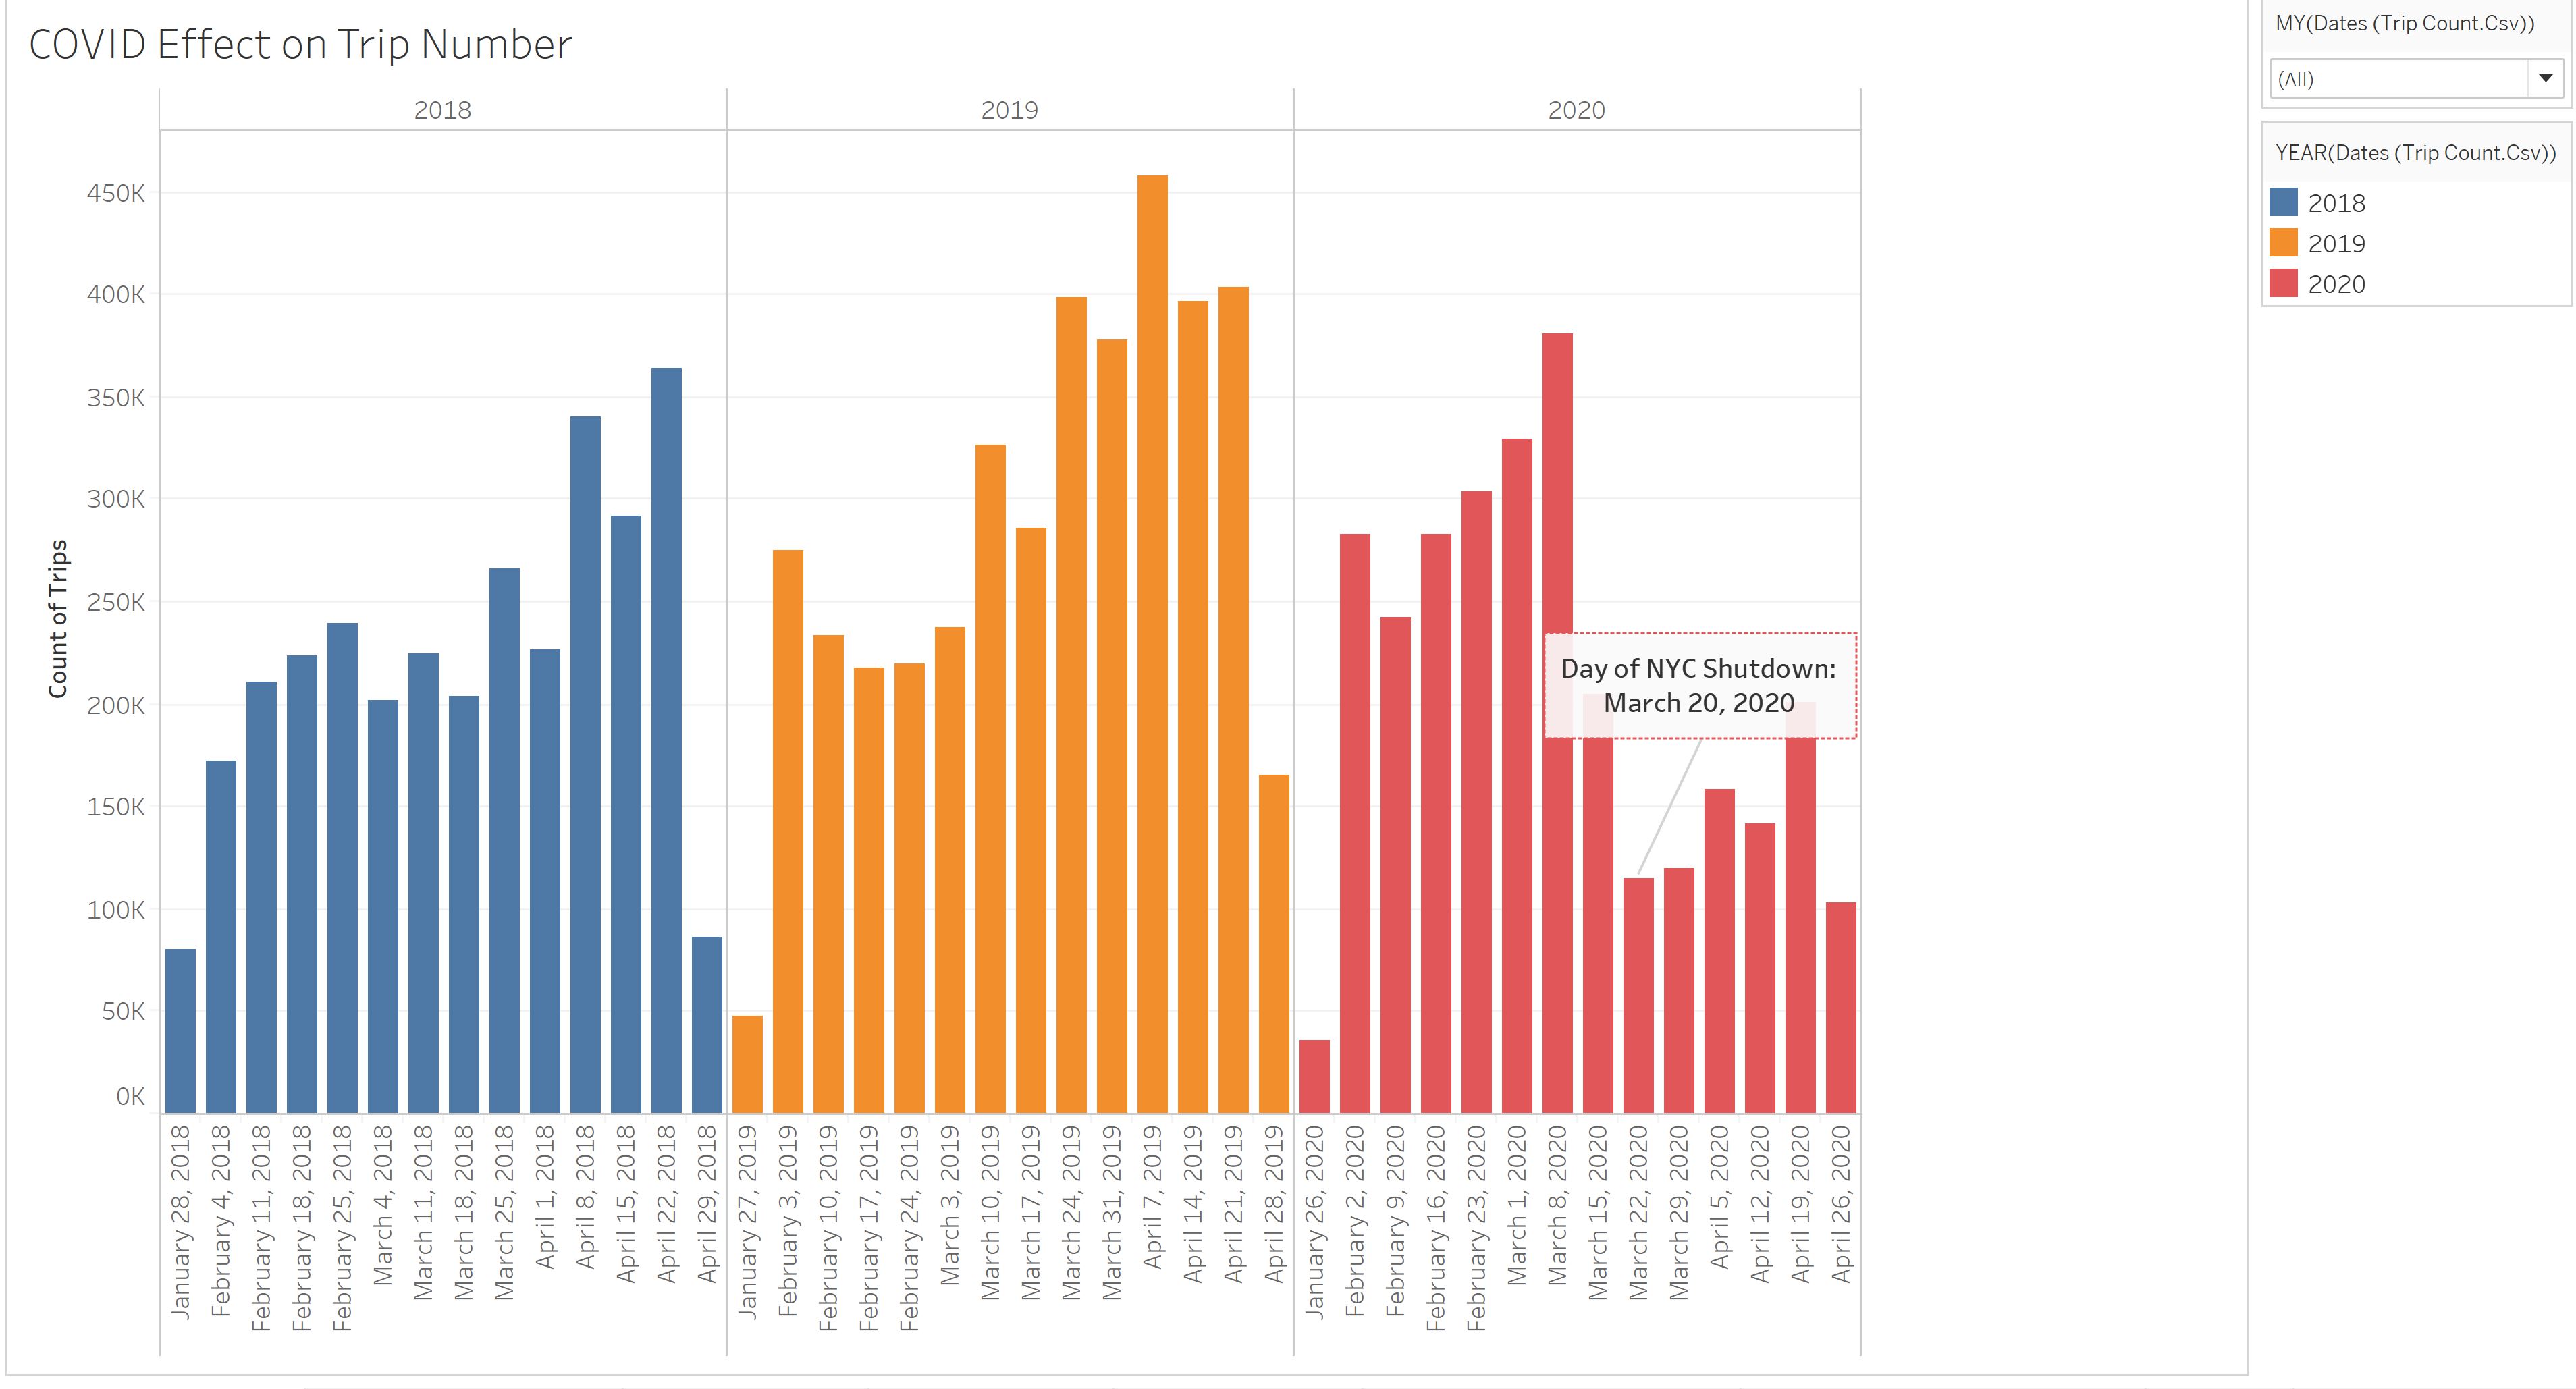 COVID Effect on Trip Number
2018
2019
2020
Count of Trips
450K
400K
350K
300K
250K
200K
150K
100K
50K
0K
Day of NYC Shutdown:
March 20, 2020
January 28, 2018
February 4, 2018
February 11, 2018
February 18, 2018
February 25, 2018
March 4, 2018
March 11, 2018
March 18, 2018
March 25, 2018
April 1, 2018
April 8, 2018
April 15, 2018
April 22, 2018
April 29, 2018
January 27, 2019
February 3, 2019
February 10, 2019
February 17, 2019
February 24, 2019
March 3, 2019
March 10, 2019
March 17, 2019
March 24, 2019
March 31, 2019
April 7, 2019
April 14, 2019
April 21, 2019
April 28, 2019
January 26, 2020
February 2, 2020
February 9, 2020
February 16, 2020
February 23, 2020
March 1, 2020
March 8, 2020
March 15, 2020
March 22, 2020
March 29, 2020
April 5, 2020
April 12, 2020
April 19, 2020
April 26, 2020
MY(Dates (Trip Count.Csv))
(All)
YEAR(Dates (Trip Count.Csv))
2018
2019
2020